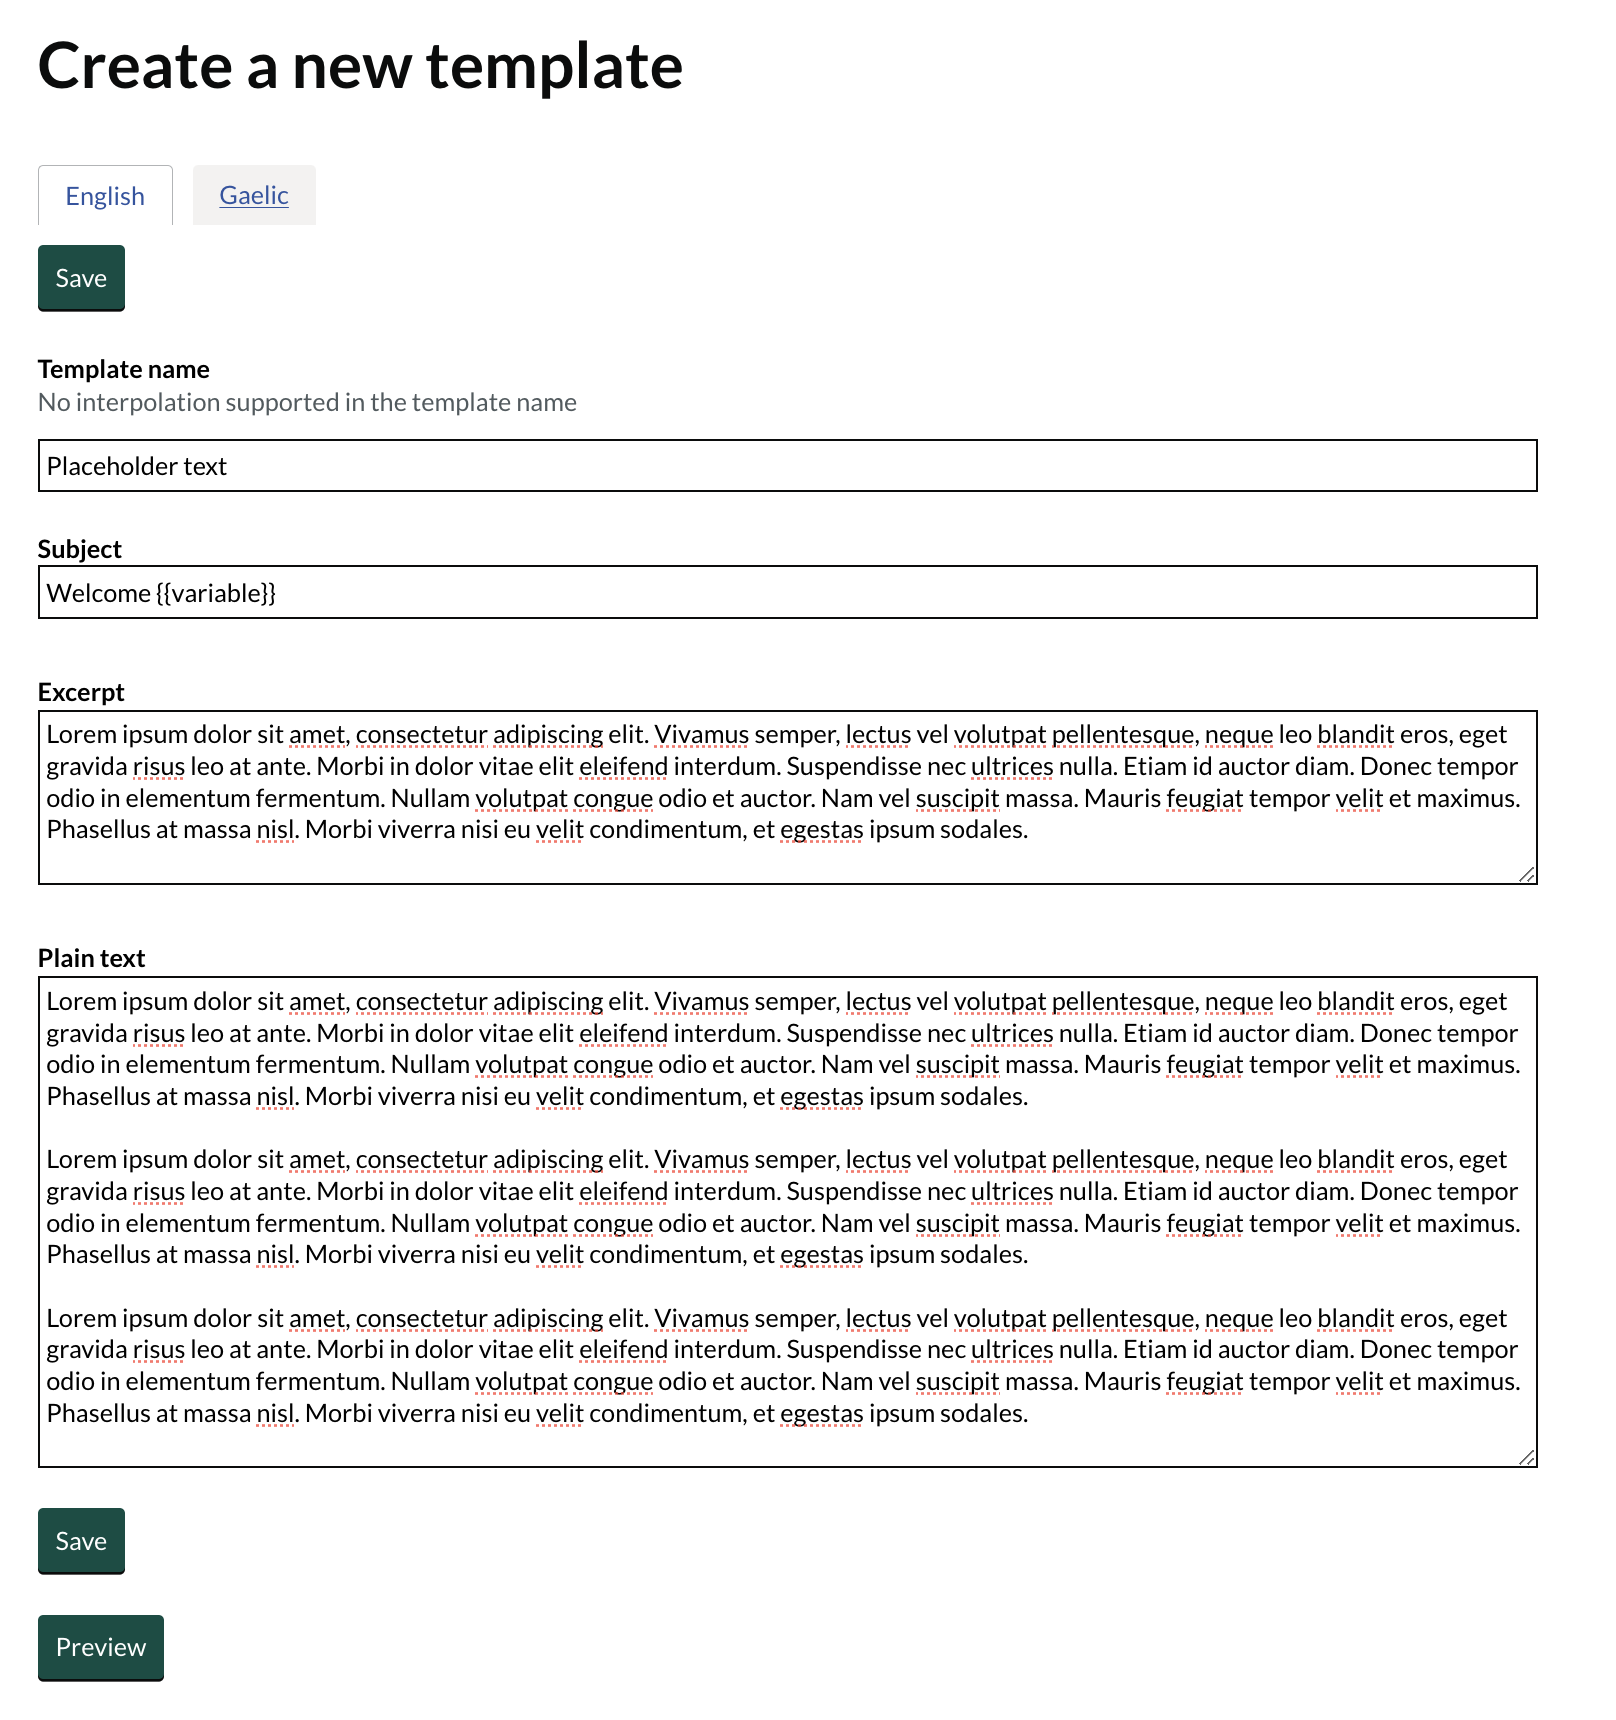 Create a new template
English
Gaelic
Save
Template name
No interpolation supported in the template name
Placeholder text
Subject
Welcome {{variable}}
Excerpt
Lorem ipsum dolor sit amet, consectetur adipiscing elit. Vivamus semper, lectus vel volutpat pellentesque, neque leo blandit eros, eget
gravida risus leo at ante. Morbi in dolor vitae elit eleifend interdum. Suspendisse nec ultrices nulla. Etiam id auctor diam. Donec tempor
odio in elementum fermentum. Nullam volutpat congue odio et auctor. Nam vel suscipit massa. Mauris feugiat tempor velit et maximus.
Phasellus at massa nisl. Morbi viverra nisi eu velit condimentum, et egestas ipsum sodales.
Plain text
Lorem ipsum dolor sit amet, consectetur adipiscing elit. Vivamus semper, lectus vel volutpat pellentesque, neque leo blandit eros, eget
gravida risus leo at ante. Morbi in dolor vitae elit eleifend interdum. Suspendisse nec ultrices nulla. Etiam id auctor diam. Donec tempor
odio in elementum fermentum. Nullam volutpat congue odio et auctor. Nam vel suscipit massa. Mauris feugiat tempor velit et maximus.
Phasellus at massa nisl. Morbi viverra nisi eu velit condimentum, et egestas ipsum sodales.
Lorem ipsum dolor sit amet, consectetur adipiscing elit. Vivamus semper, lectus vel volutpat pellentesque, neque leo blandit eros, eget
gravida risus leo at ante. Morbi in dolor vitae elit eleifend interdum. Suspendisse nec ultrices nulla. Etiam id auctor diam. Donec tempor
odio in elementum fermentum. Nullam volutpat congue odio et auctor. Nam vel suscipit massa. Mauris feugiat tempor velit et maximus.
Phasellus at massa nisl. Morbi viverra nisi eu velit condimentum, et egestas ipsum sodales.
Lorem ipsum dolor sit amet, consectetur adipiscing elit. Vivamus semper, lectus vel volutpat pellentesque, neque leo blandit eros, eget
gravida risus leo at ante. Morbi in dolor vitae elit eleifend interdum. Suspendisse nec ultrices nulla. Etiam id auctor diam. Donec tempor
odio in elementum fermentum. Nullam volutpat congue odio et auctor. Nam vel suscipit massa. Mauris feugiat tempor velit et maximus.
Phasellus at massa nisl. Morbi viverra nisi eu velit condimentum, et egestas ipsum sodales.
Save
Preview